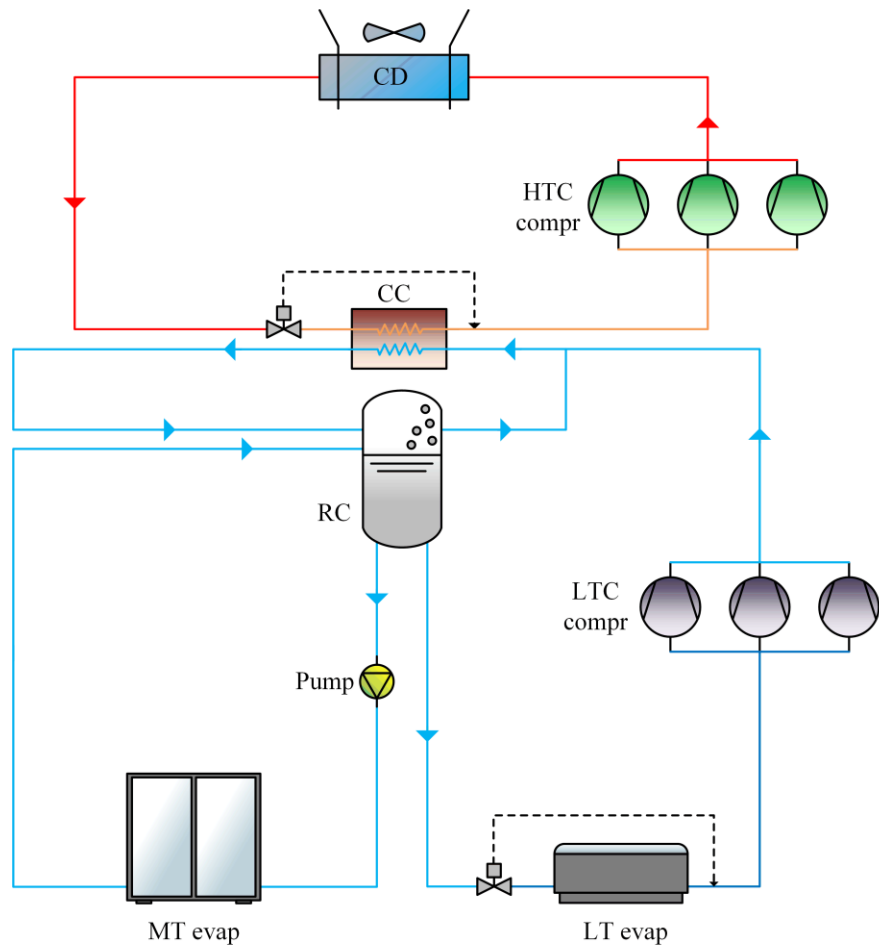 CD
HTC
compr
CC
RC
LTC
compr
Pump
MT evap
LT evap